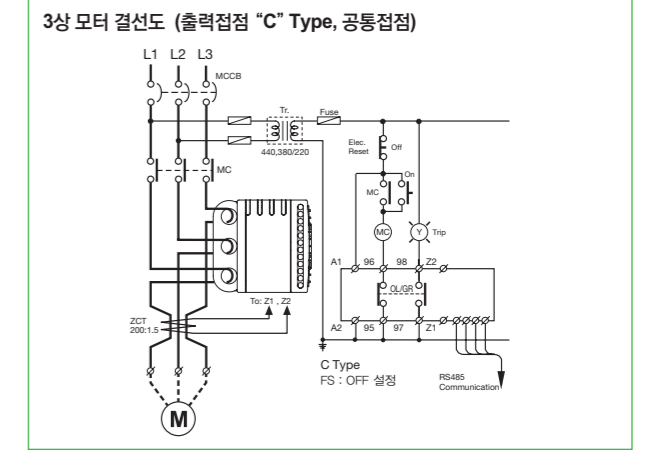 3상 모터 결선도 (출력접점 “C” Type, 공통접점)
L1 L2 L3
MCCB
Tr.
Fuse
440,380/220
Elec.
Reset
Off
On
MC
MC
MC
Y
Trip
A1 96 98 Z2
OL/GR
A2 95 97 Z1
To: Z1 , Z2
ZCT
200:1.5
C Type
FS : OFF 설정
RS485
Communication
M